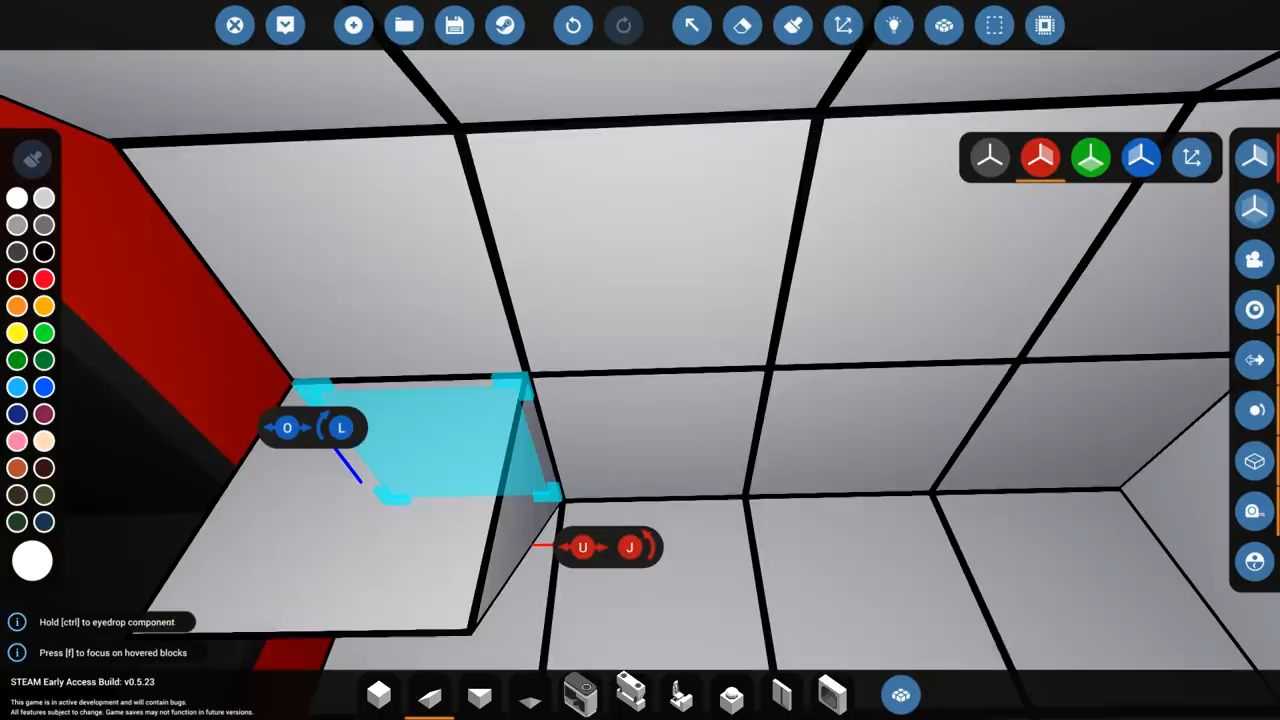 O L
U J
Hold [ctrl] to eyedrop component
Press [f] to focus on hovered blocks
STEAM Early Access Build: v0.5.23
This game is in active development and will contain bugs.
All features subject to change. Game saves may not function in future versions.